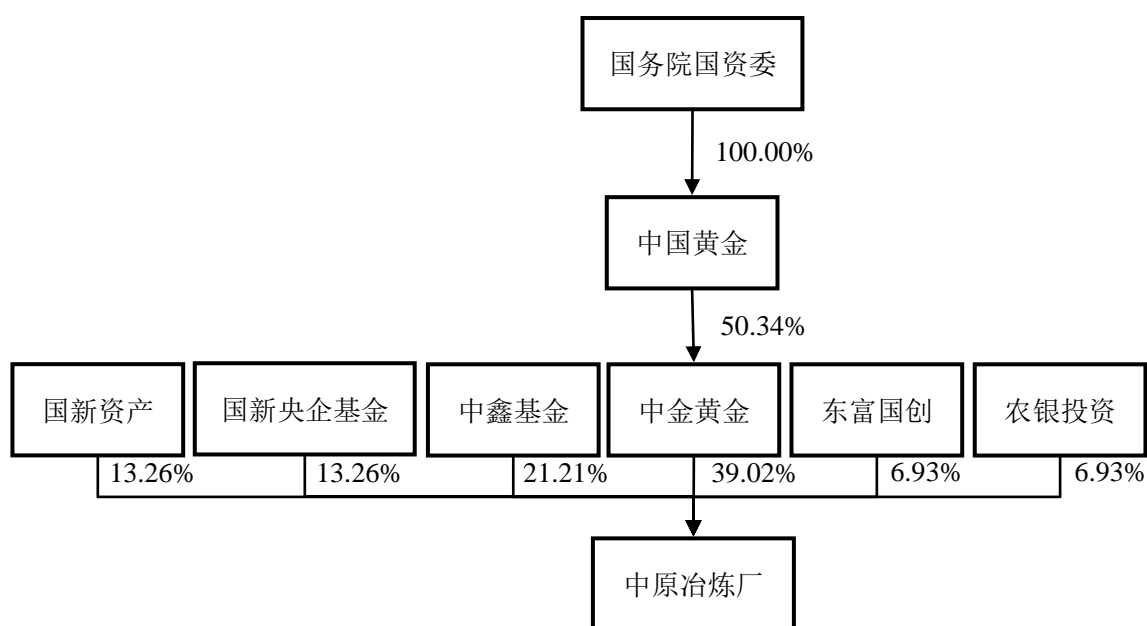 国务院国资委
100.00%
中国黄金
50.34%
国新资产
国新央企基金
中鑫基金
中金黄金
东富国创
农银投资
13.26%
13.26%
21.21%
39.02%
6.93%
6.93%
中原冶炼厂